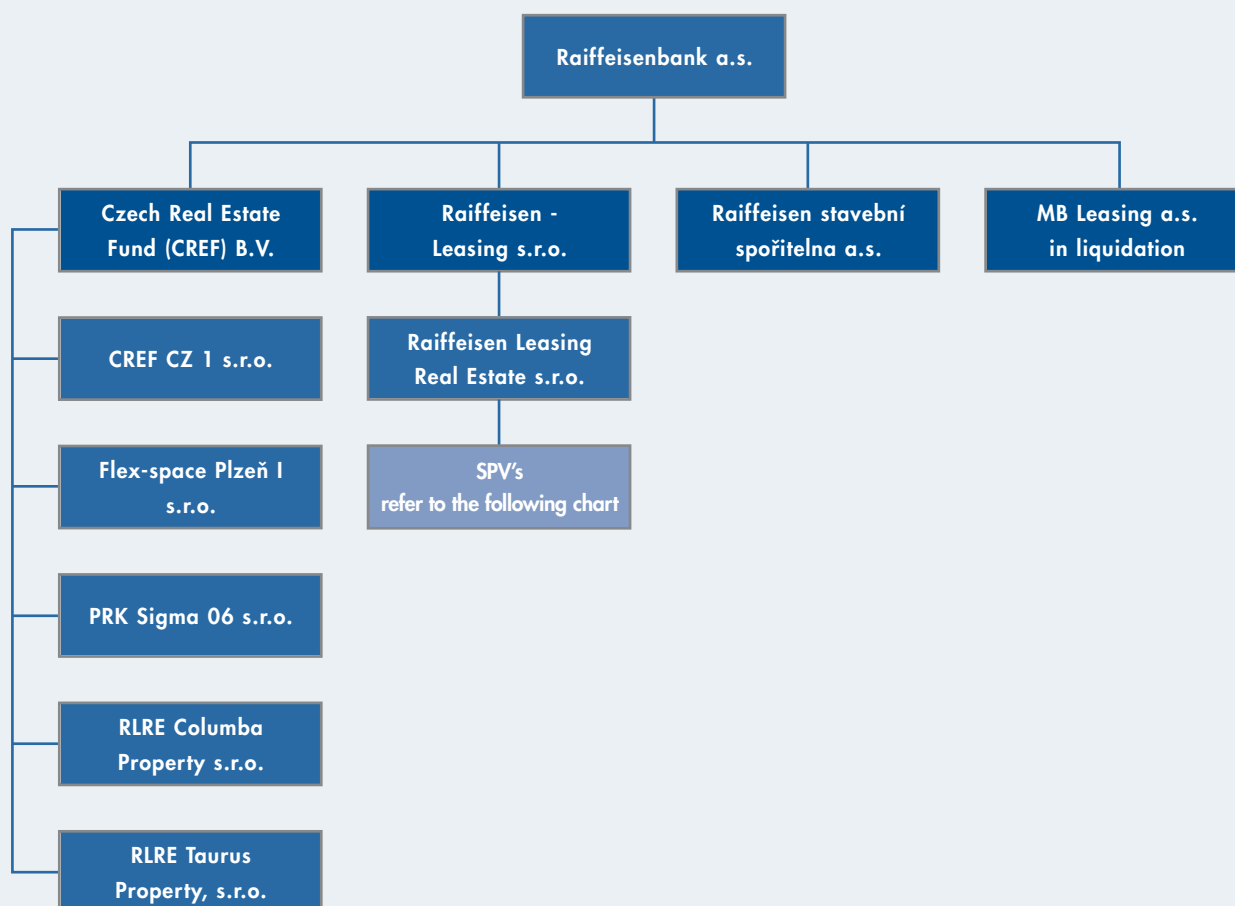 Raiffeisenbank a.s.
Czech Real Estate
Fund (CREF) B.V.
Raiffeisen -
Leasing s.r.o.
Raiffeisen stavební
spořitelna a.s.
MB Leasing a.s.
in liquidation
CREF CZ 1 s.r.o.
Raiffeisen Leasing
Real Estate s.r.o.
Flex-space Plzeň I
s.r.o.
SPV's
refer to the following chart
PRK Sigma 06 s.r.o.
RLRE Columba
Property s.r.o.
RLRE Taurus
Property, s.r.o.